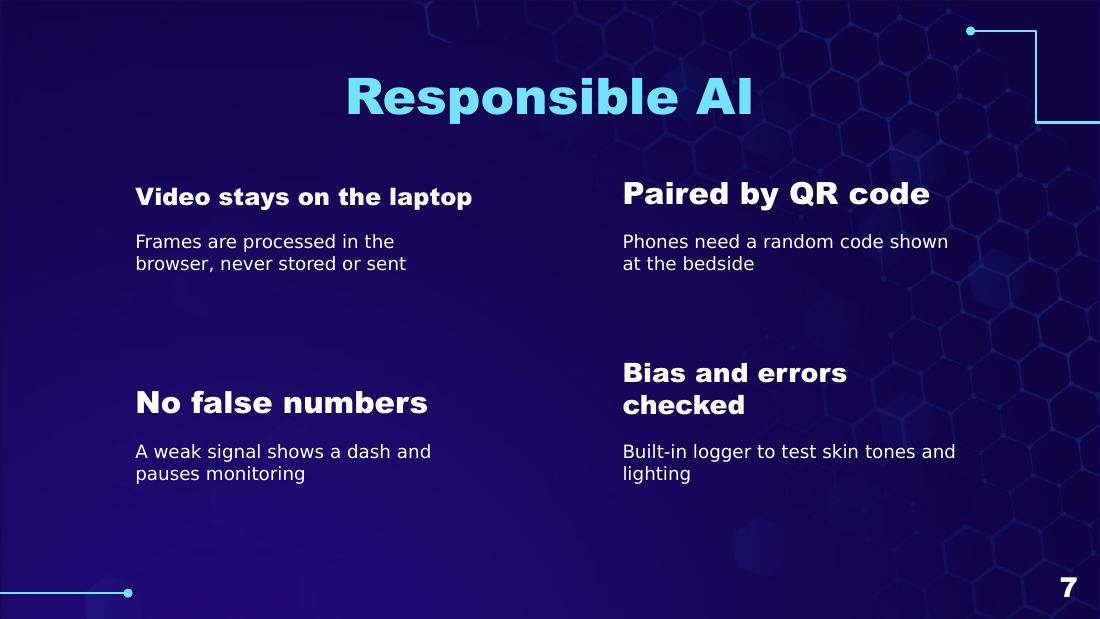 Responsible AI
Video stays on the laptop
Frames are processed in the
browser, never stored or sent
Paired by QR code
Phones need a random code shown
at the bedside
No false numbers
A weak signal shows a dash and
pauses monitoring
Bias and errors
checked
Built-in logger to test skin tones and
lighting
7